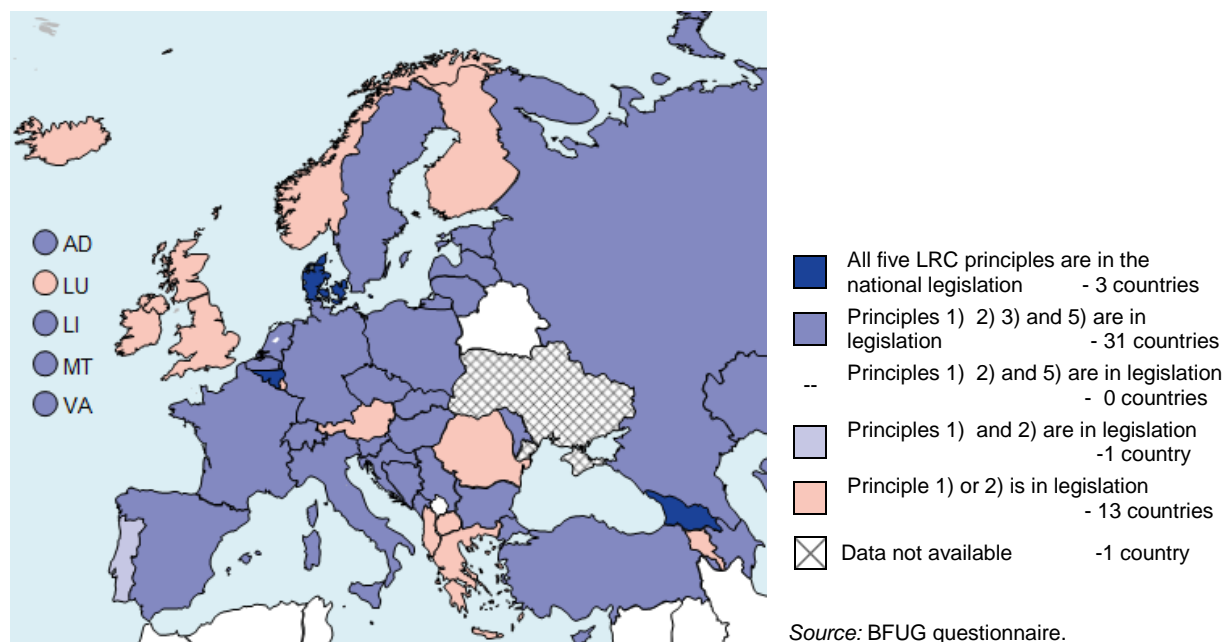 AD
LU
LI
MT
VA
All five LRC principles are in the
national legislation - 3 countries
Principles 1) 2) 3) and 5) are in
legislation - 31 countries
-- Principles 1) 2) and 5) are in legislation
- 0 countries
Principles 1) and 2) are in legislation
-1 country
Principle 1) or 2) is in legislation
- 13 countries
Data not available -1 country
Source: BFUG questionnaire.